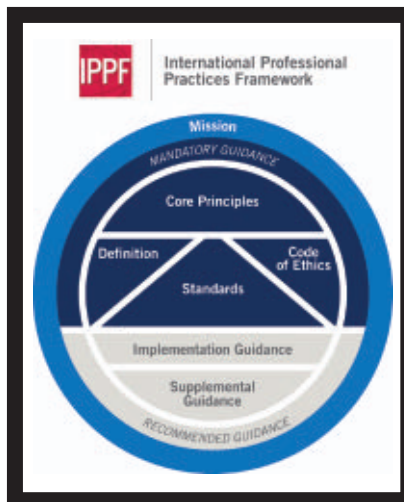 IPPF
International Professional
Practices Framework
Mission
MANDATORY GUIDANCE
Core Principles
Definition
Code
of Ethics
Standards
Implementation Guidance
Supplemental
Guidance
RECOMMENDED GUIDANCE